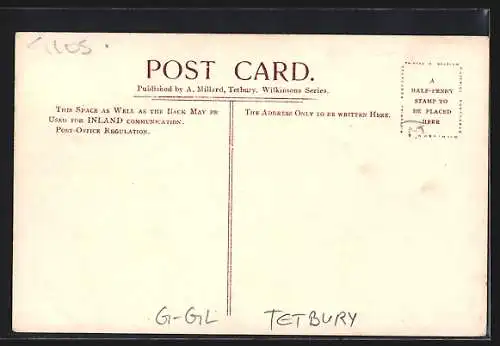 POST CARD.
Published by A. Millard, Tetbury. Wilkinsons Series.
This Space as Well as the Back May be
Used for INLAND communication.
Post-Office Regulation.
The Address Only to be written Here.
A
HALF-PENNY
STAMP TO
BE PLACED
HERE
G-GL
TETBURY